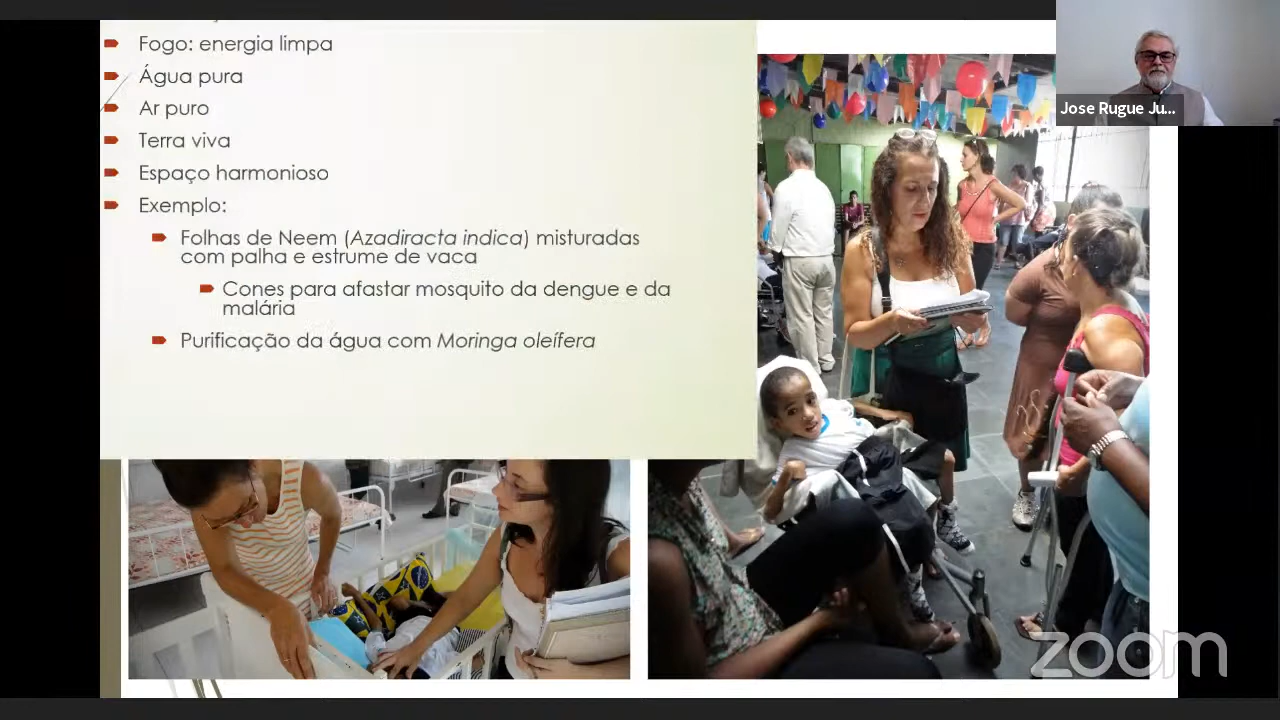 Fogo: energia limpa
Água pura
Ar puro
Terra viva
Espaço harmonioso
Exemplo:
Folhas de Neem (Azadiracta indica) misturadas
com palha e estrume de vaca
Cones para afastar mosquito da dengue e da
malária
Purificação da água com Moringa oleífera
Jose Rugue Ju...
zoom